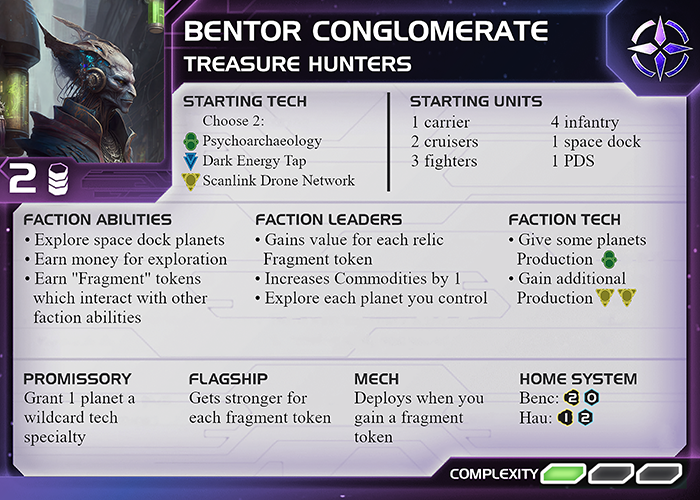 BENTOR CONGLOMERATE
TREASURE HUNTERS
2
STARTING TECH
Choose 2:
Psychoarchaeology
Dark Energy Tap
Scanlink Drone Network
STARTING UNITS
1 carrier
2 cruisers
3 fighters
4 infantry
1 space dock
1 PDS
FACTION ABILITIES
• Explore space dock planets
• Earn money for exploration
• Earn "Fragment" tokens
which interact with other
faction abilities
FACTION LEADERS
• Gains value for each relic
Fragment token
• Increases Commodities by 1
• Explore each planet you control
FACTION TECH
• Give some planets
Production
• Gain additional
Production
PROMISSORY
Grant 1 planet a
wildcard tech
specialty
FLAGSHIP
Gets stronger for
each fragment token
MECH
Deploys when you
gain a fragment
token
HOME SYSTEM
Benc: 2 0
Hau: 1 2
COMPLEXITY